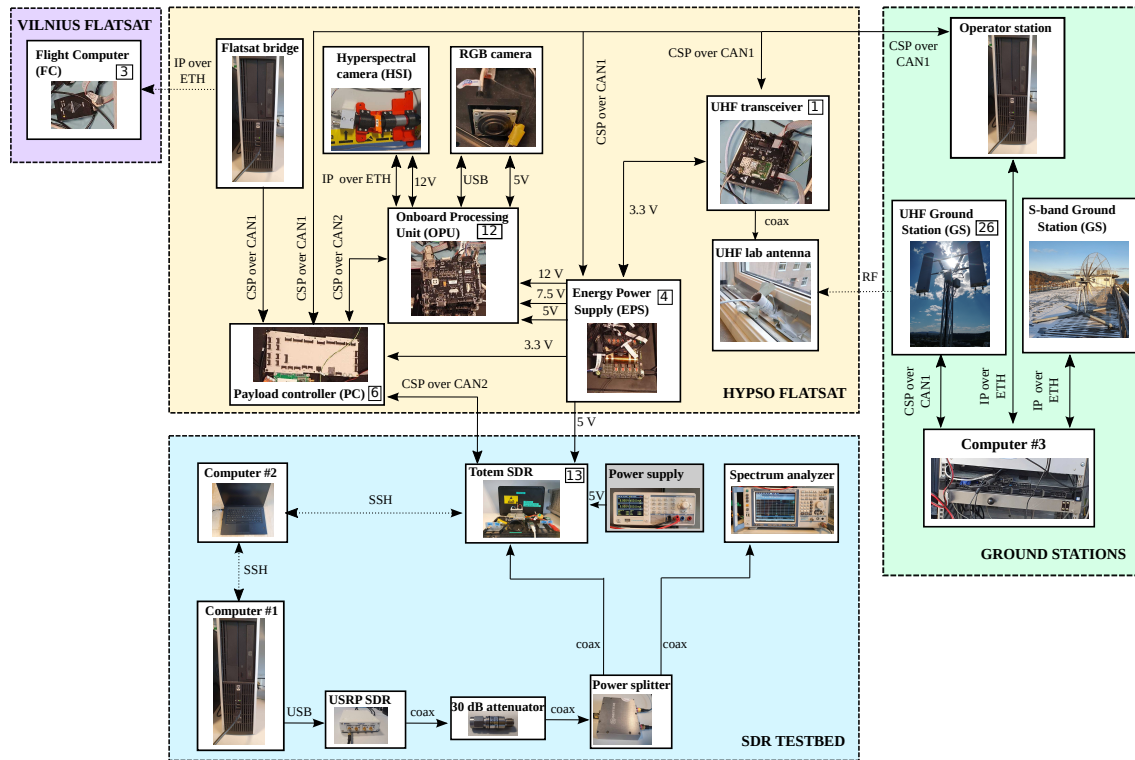 VILNIUS FLATSAT
Flight Computer
(FC) 3
IP over
ETH
Flatsat bridge
Hyperspectral
camera (HSI)
RGB camera
CSP over CAN1
CSP over CAN1
UHF transceiver 1
CSP over
CAN1
Operator station
IP over ETH
12V
USB
5V
Onboard Processing
Unit (OPU) 12
3.3 V
coax
UHF lab antenna
UHF Ground
Station (GS) 26
S-band Ground
Station (GS)
RF
CSP over CAN1
CSP over CAN1
CSP over CAN2
12 V
7.5 V
5V
Energy Power
Supply (EPS)
4
3.3 V
Payload controller (PC) 6
CSP over CAN2
HYPSO FLATSAT
5 V
CSP over
CAN1
IP over
ETH
IP over
ETH
Computer #3
GROUND STATIONS
Computer #2
SSH
Totem SDR
13
5V
Power supply
Spectrum analyzer
SSH
Computer #1
USB
USRP SDR
coax
30 dB attenuator
coax
Power splitter
coax
coax
SDR TESTBED